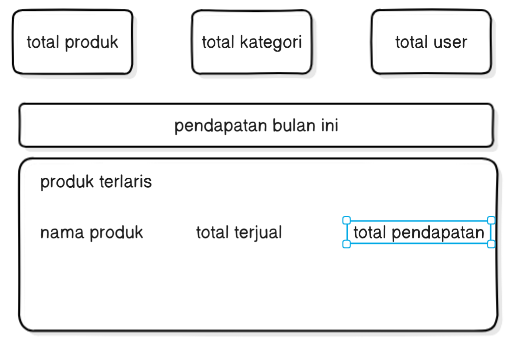 total produk
total kategori
total user
pendapatan bulan ini
produk terlaris
nama produk
total terjual
total pendapatan